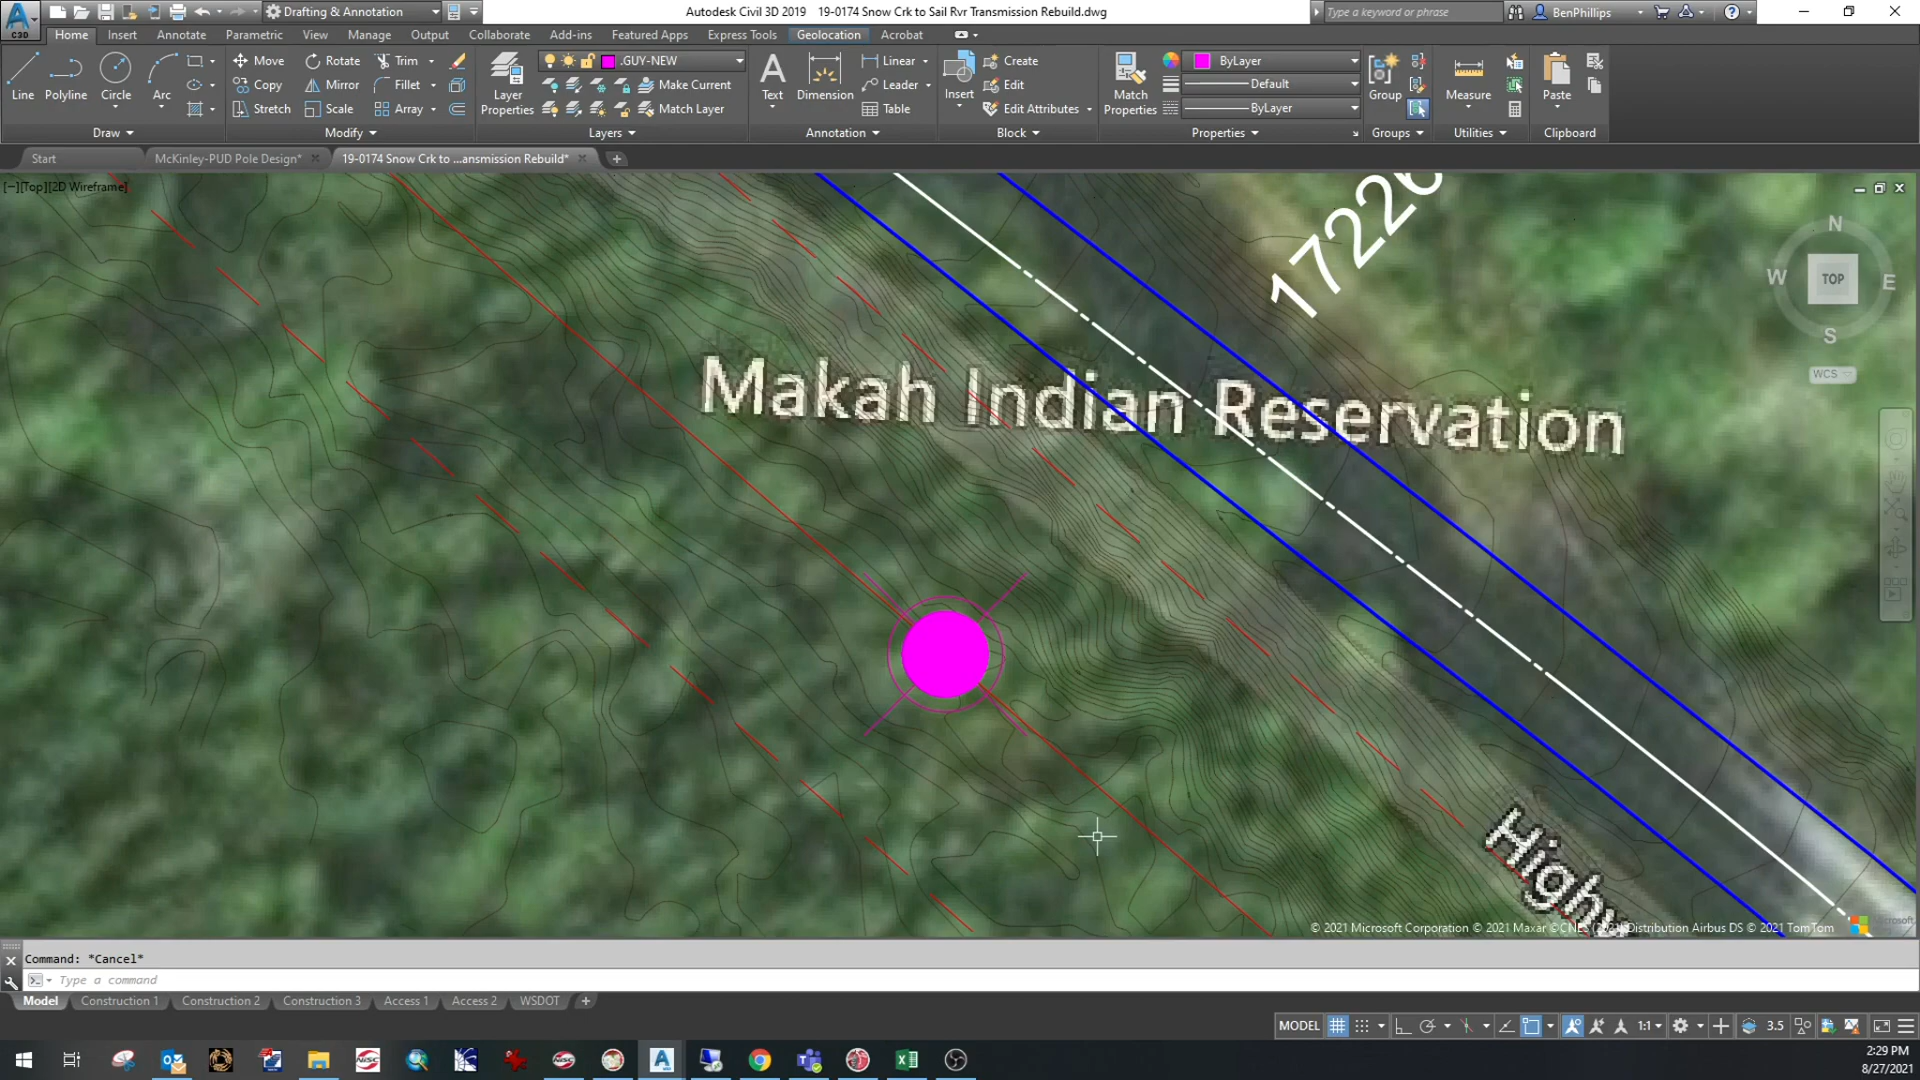 Drafting & Annotation
Autodesk Civil 3D 2019 19-0174 Snow Crk to Sail Rvr Transmission Rebuild.dwg
Type a keyword or phrase
BenPhillips
C3D
Home Insert Annotate Parametric View Manage Output Collaborate Add-ins Featured Apps Express Tools Geolocation Acrobat
Line Polyline Circle Arc
Draw
Move Rotate Trim
Copy Mirror Fillet
Stretch Scale Array
Modify
Layer Properties
.GUY-NEW
Make Current
Match Layer
Layers
Text Dimension
Linear
Leader
Table
Annotation
Insert
Create
Edit
Edit Attributes
Block
Match Properties
ByLayer
Default
ByLayer
Properties
Group
Groups
Measure
Utilities
Paste
Clipboard
Start McKinley-PUD Pole Design* 19-0174 Snow Crk to ...ansmission Rebuild*
[−][Top][2D Wireframe]
N
W TOP E
S
WCS
Makah Indian Reservation
© 2021 Microsoft Corporation © 2021 Maxar ©CNES (2021) Distribution Airbus DS © 2021 TomTom
Command: *Cancel*
Type a command
Model Construction 1 Construction 2 Construction 3 Access 1 Access 2 WSDOT
MODEL 1:1 3.5
2:29 PM
8/27/2021